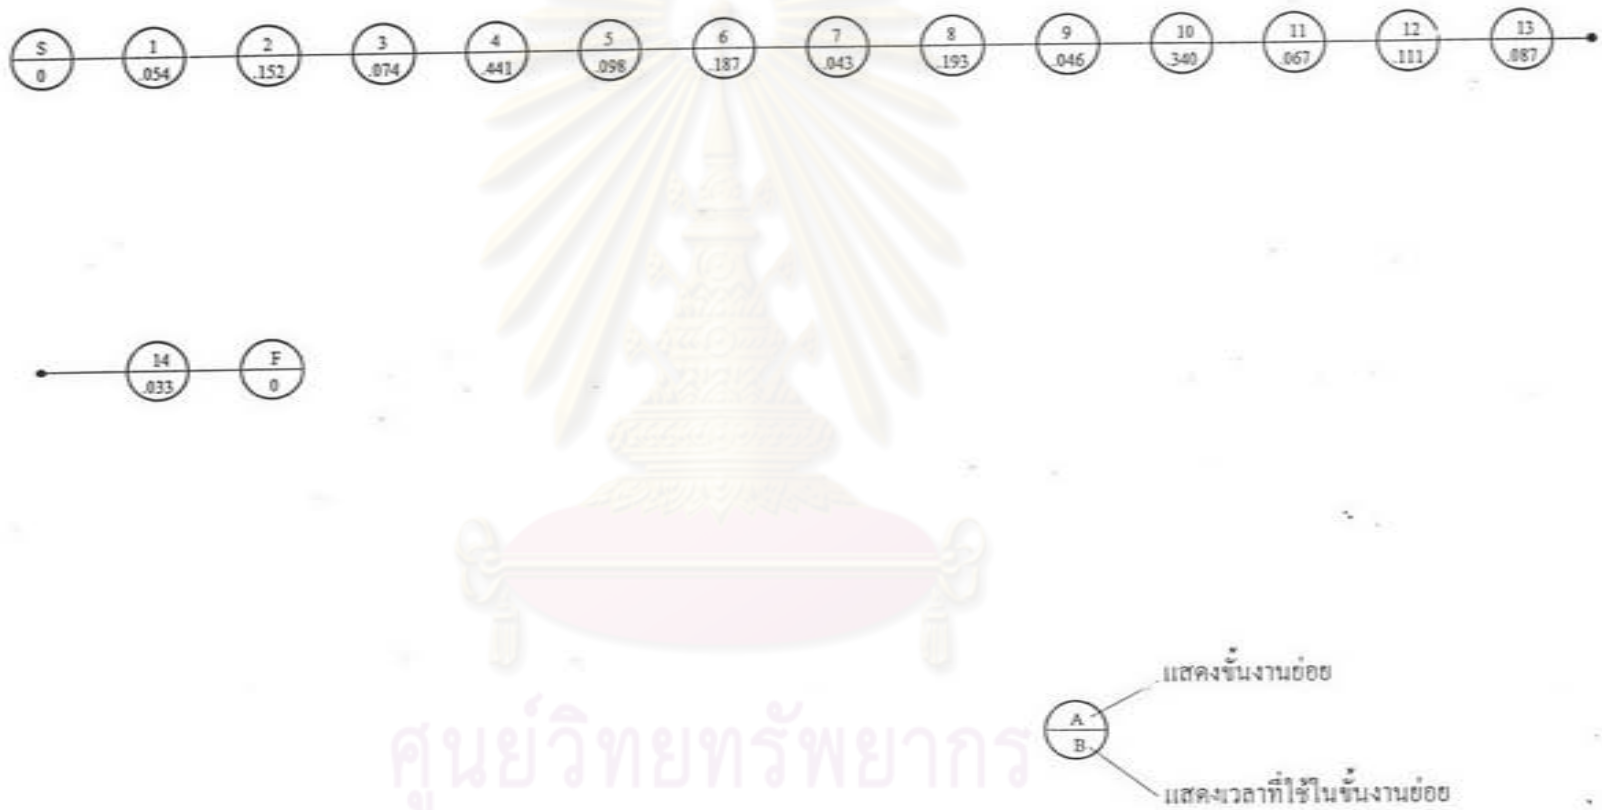 S 1 2 3 4 5 6 7 8 9 10 11 12 13
0 .054 .152 .074 .441 .098 .187 .043 .193 .046 .340 .067 .111 .087
14 F
.033 0
แสดงขั้นงานย่อย
A
B
แสดงเวลาที่ใช้ในขั้นงานย่อย
ศูนย์วิทยทรัพยากร